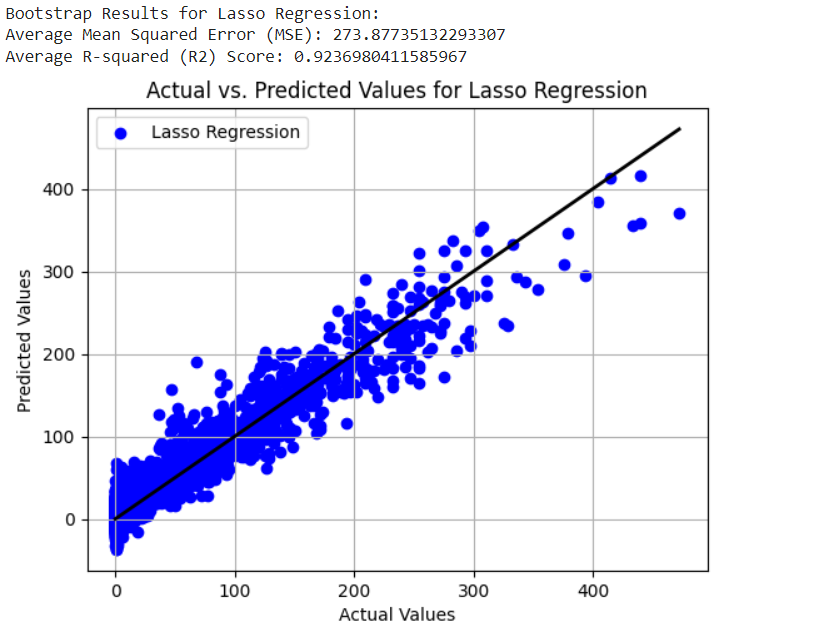 Bootstrap Results for Lasso Regression:
Average Mean Squared Error (MSE): 273.87735132293307
Average R-squared (R2) Score: 0.9236980411585967
Actual vs. Predicted Values for Lasso Regression
Lasso Regression
400
300
200
100
0
Predicted Values
0 100 200 300 400
Actual Values